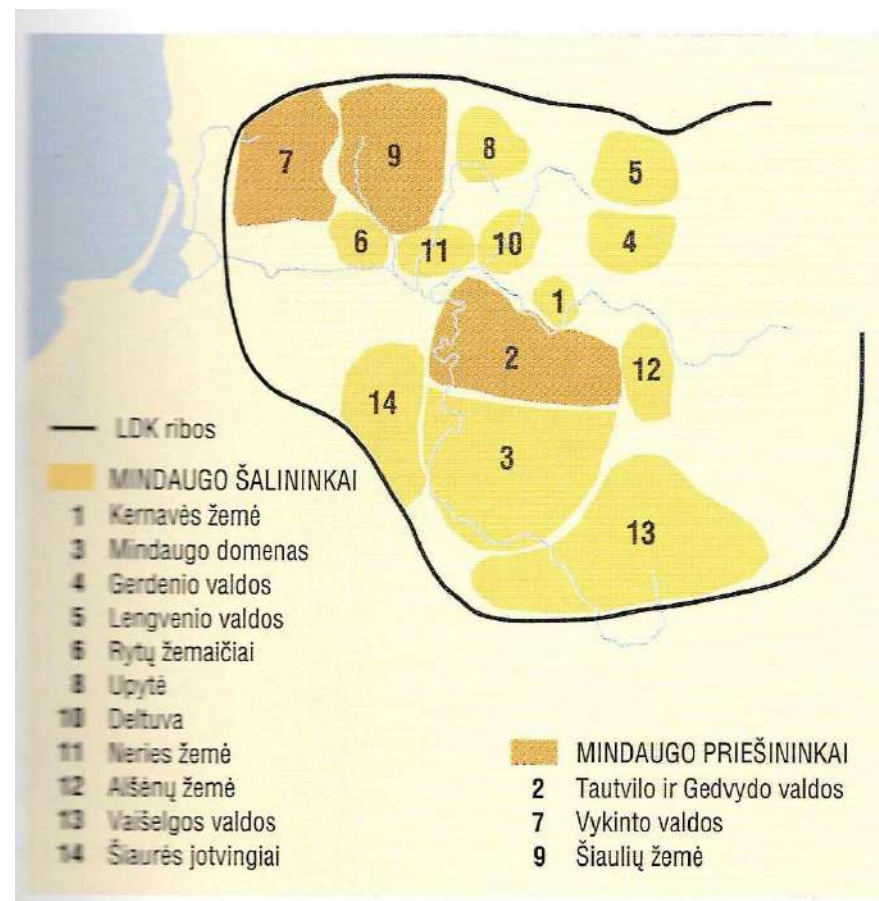 7
9
8
5
6
11
10
4
1
2
12
14
3
13
LDK ribos
MINDAUGO ŠALININKAI
1 Kernavės žemė
3 Mindaugo domenas
4 Gerdenio valdos
5 Lengvenio valdos
6 Rytų žemaičiai
8 Upytė
10 Deltuva
11 Neries žemė
12 Alšėnų žemė
13 Vaišelgos valdos
14 Šiaurės jotvingiai
MINDAUGO PRIEŠININKAI
2 Tautvilo ir Gedvydo valdos
7 Vykinto valdos
9 Šiaulių žemė